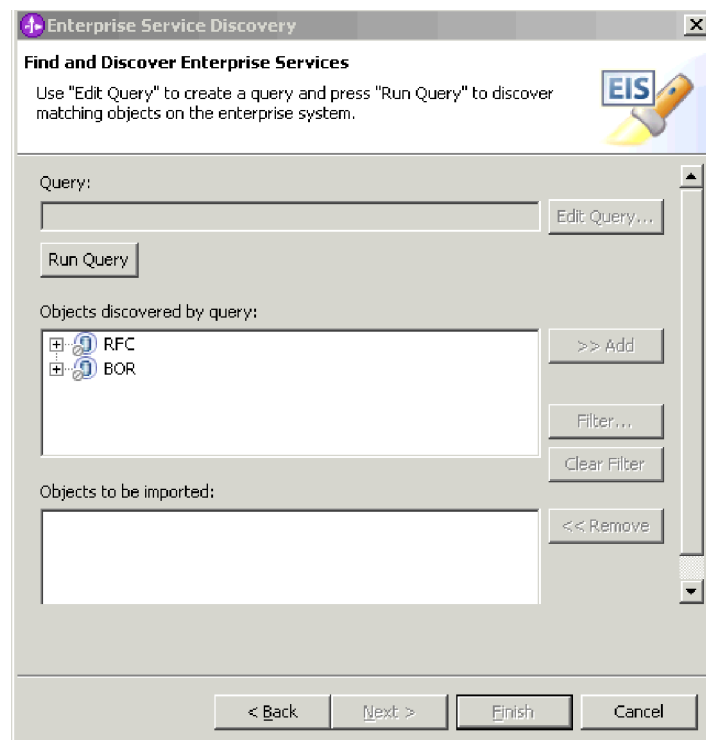 Enterprise Service Discovery
Find and Discover Enterprise Services
Use "Edit Query" to create a query and press "Run Query" to discover
matching objects on the enterprise system.
EIS
Query:
Edit Query...
Run Query
Objects discovered by query:
RFC
BOR
>> Add
Filter...
Clear Filter
Objects to be imported:
<< Remove
< Back
Next >
Finish
Cancel